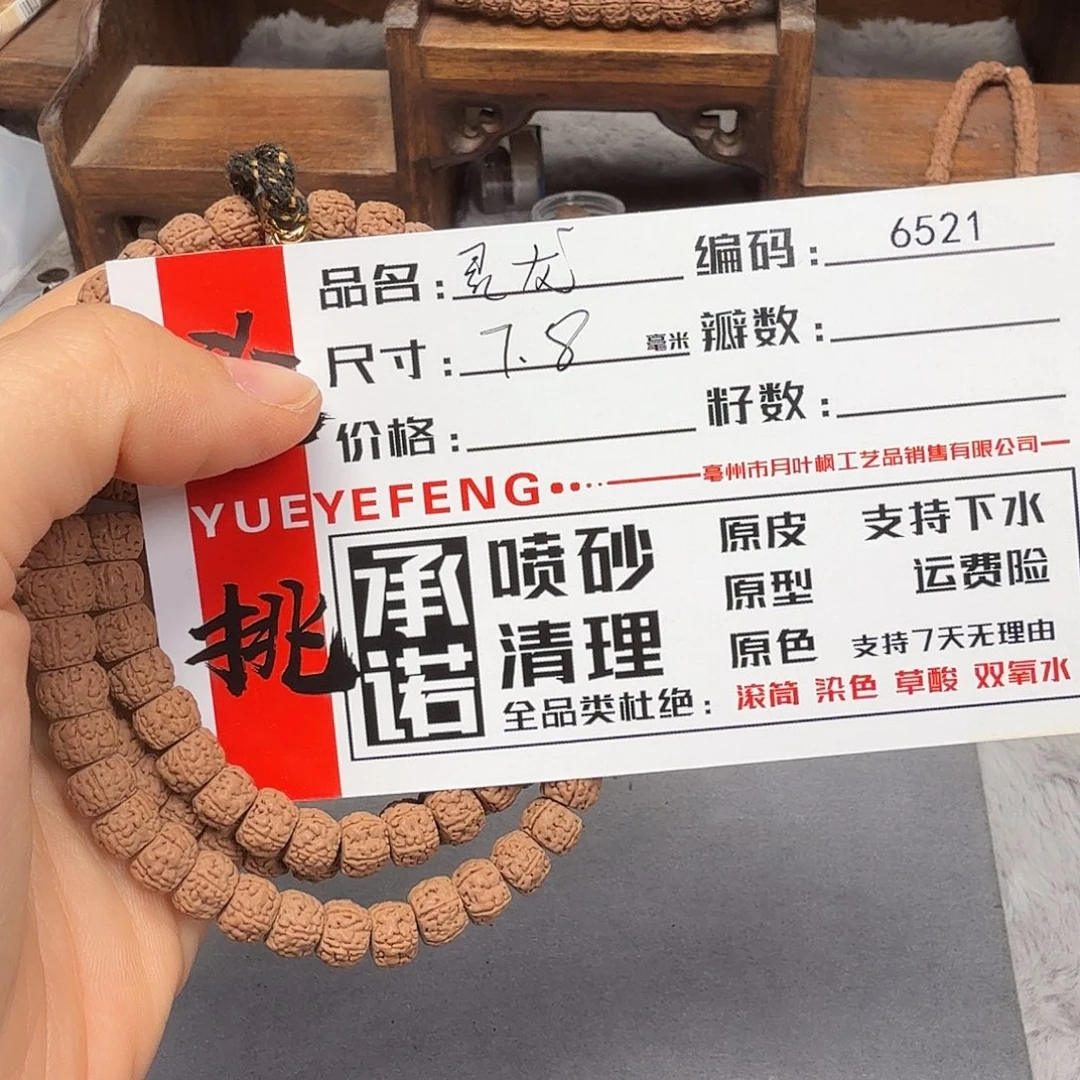 品名: 灵龙 编码: 6521
尺寸: 7.8 毫米 瓣数:
价格: 籽数:
YUEYEFENG 亳州市月叶枫工艺品销售有限公司
挑
承诺
喷砂 原皮 支持下水
清理 原型 运费险
原色 支持7天无理由
全品类杜绝: 滚筒 染色 草酸 双氧水